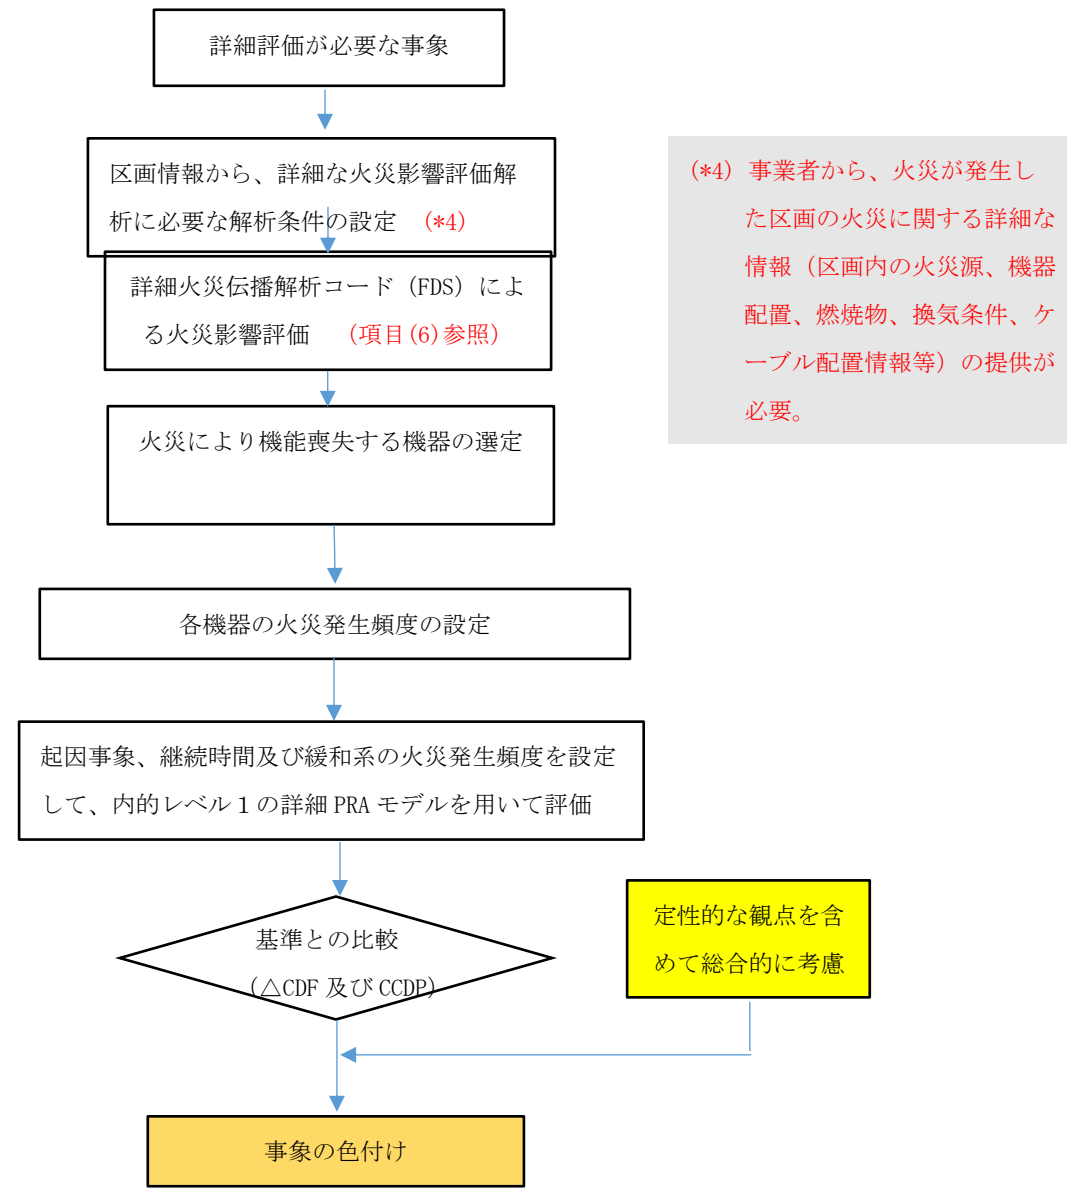 詳細評価が必要な事象
区画情報から、詳細な火災影響評価解
析に必要な解析条件の設定 (*4)
詳細火災伝播解析コード（FDS）によ
る火災影響評価 （項目(6)参照）
火災により機能喪失する機器の選定
各機器の火災発生頻度の設定
起因事象、継続時間及び緩和系の火災発生頻度を設定
して、内的レベル１の詳細 PRA モデルを用いて評価
基準との比較
（△CDF 及び CCDP）
定性的な観点を含
めて総合的に考慮
事象の色付け
(*4) 事業者から、火災が発生し
た区画の火災に関する詳細な
情報（区画内の火災源、機器
配置、燃焼物、換気条件、ケ
ーブル配置情報等）の提供が
必要。